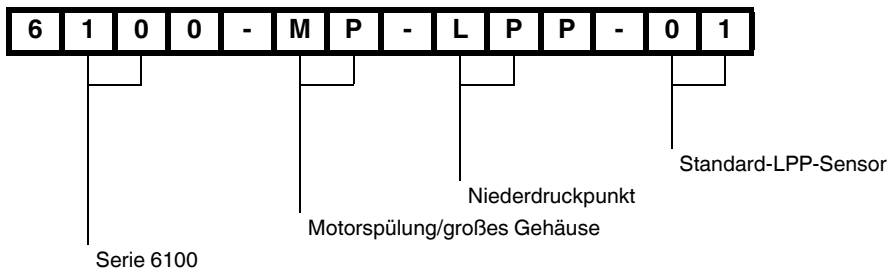 6100-MP-LPP-01
Standard-LPP-Sensor
Niederdruckpunkt
Motorspülung/großes Gehäuse
Serie 6100